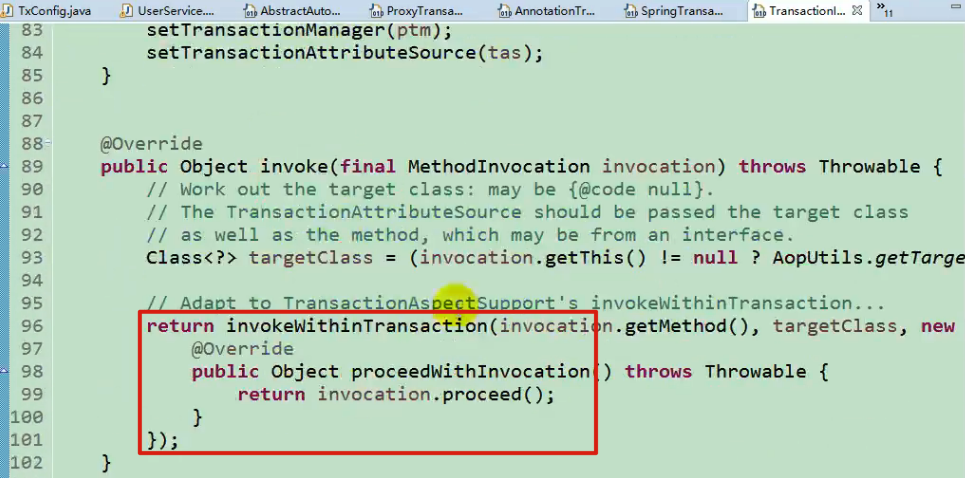 TxConfig.java UserService.... AbstractAuto... ProxyTransa... AnnotationTr... SpringTransa... TransactionI... 11
83 setTransactionManager(ptm);
84 setTransactionAttributeSource(tas);
85 }
86
87
88 @Override
89 public Object invoke(final MethodInvocation invocation) throws Throwable {
90 // Work out the target class: may be {@code null}.
91 // The TransactionAttributeSource should be passed the target class
92 // as well as the method, which may be from an interface.
93 Class<?> targetClass = (invocation.getThis() != null ? AopUtils.getTarge
94
95 // Adapt to TransactionAspectSupport's invokeWithinTransaction...
96 return invokeWithinTransaction(invocation.getMethod(), targetClass, new
97 @Override
98 public Object proceedWithInvocation() throws Throwable {
99 return invocation.proceed();
100 }
101 });
102 }